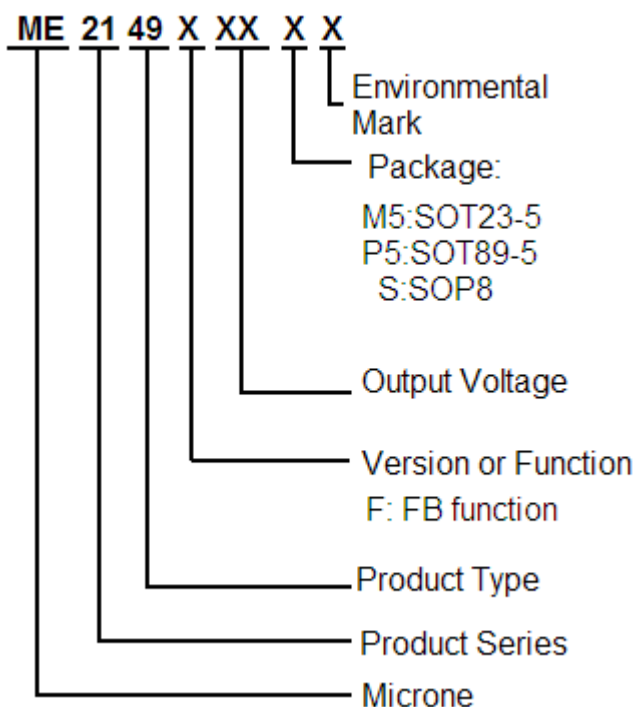 ME 21 49 X XX X X
Environmental
Mark
Package:
M5:SOT23-5
P5:SOT89-5
S:SOP8
Output Voltage
Version or Function
F: FB function
Product Type
Product Series
Microne